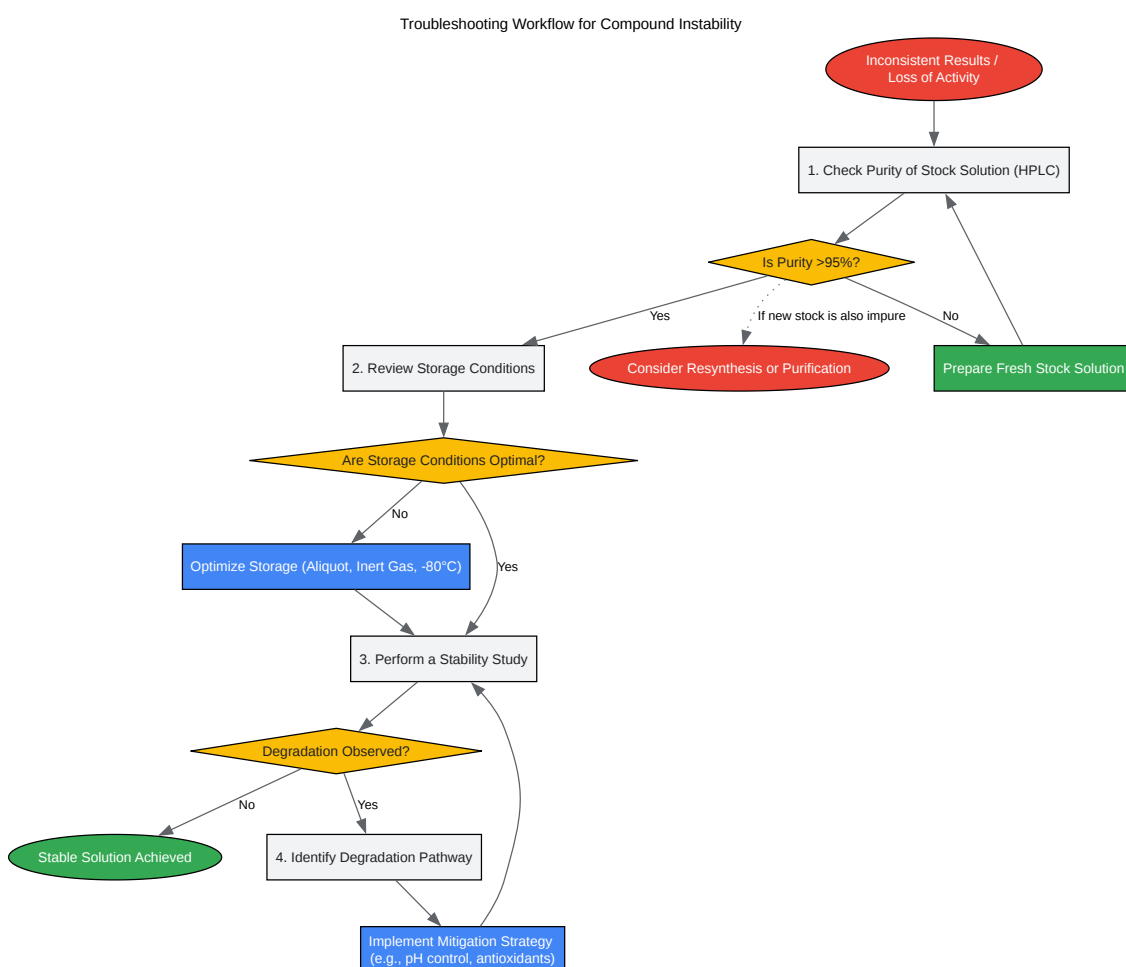 Troubleshooting Workflow for Compound Instability
Inconsistent Results /
Loss of Activity
1. Check Purity of Stock Solution (HPLC)
Is Purity >95%?
Yes
If new stock is also impure
No
2. Review Storage Conditions
Consider Resynthesis or Purification
Prepare Fresh Stock Solution
Are Storage Conditions Optimal?
No
Yes
Optimize Storage (Aliquot, Inert Gas, -80°C)
3. Perform a Stability Study
Degradation Observed?
No
Yes
Stable Solution Achieved
4. Identify Degradation Pathway
Implement Mitigation Strategy
(e.g., pH control, antioxidants)